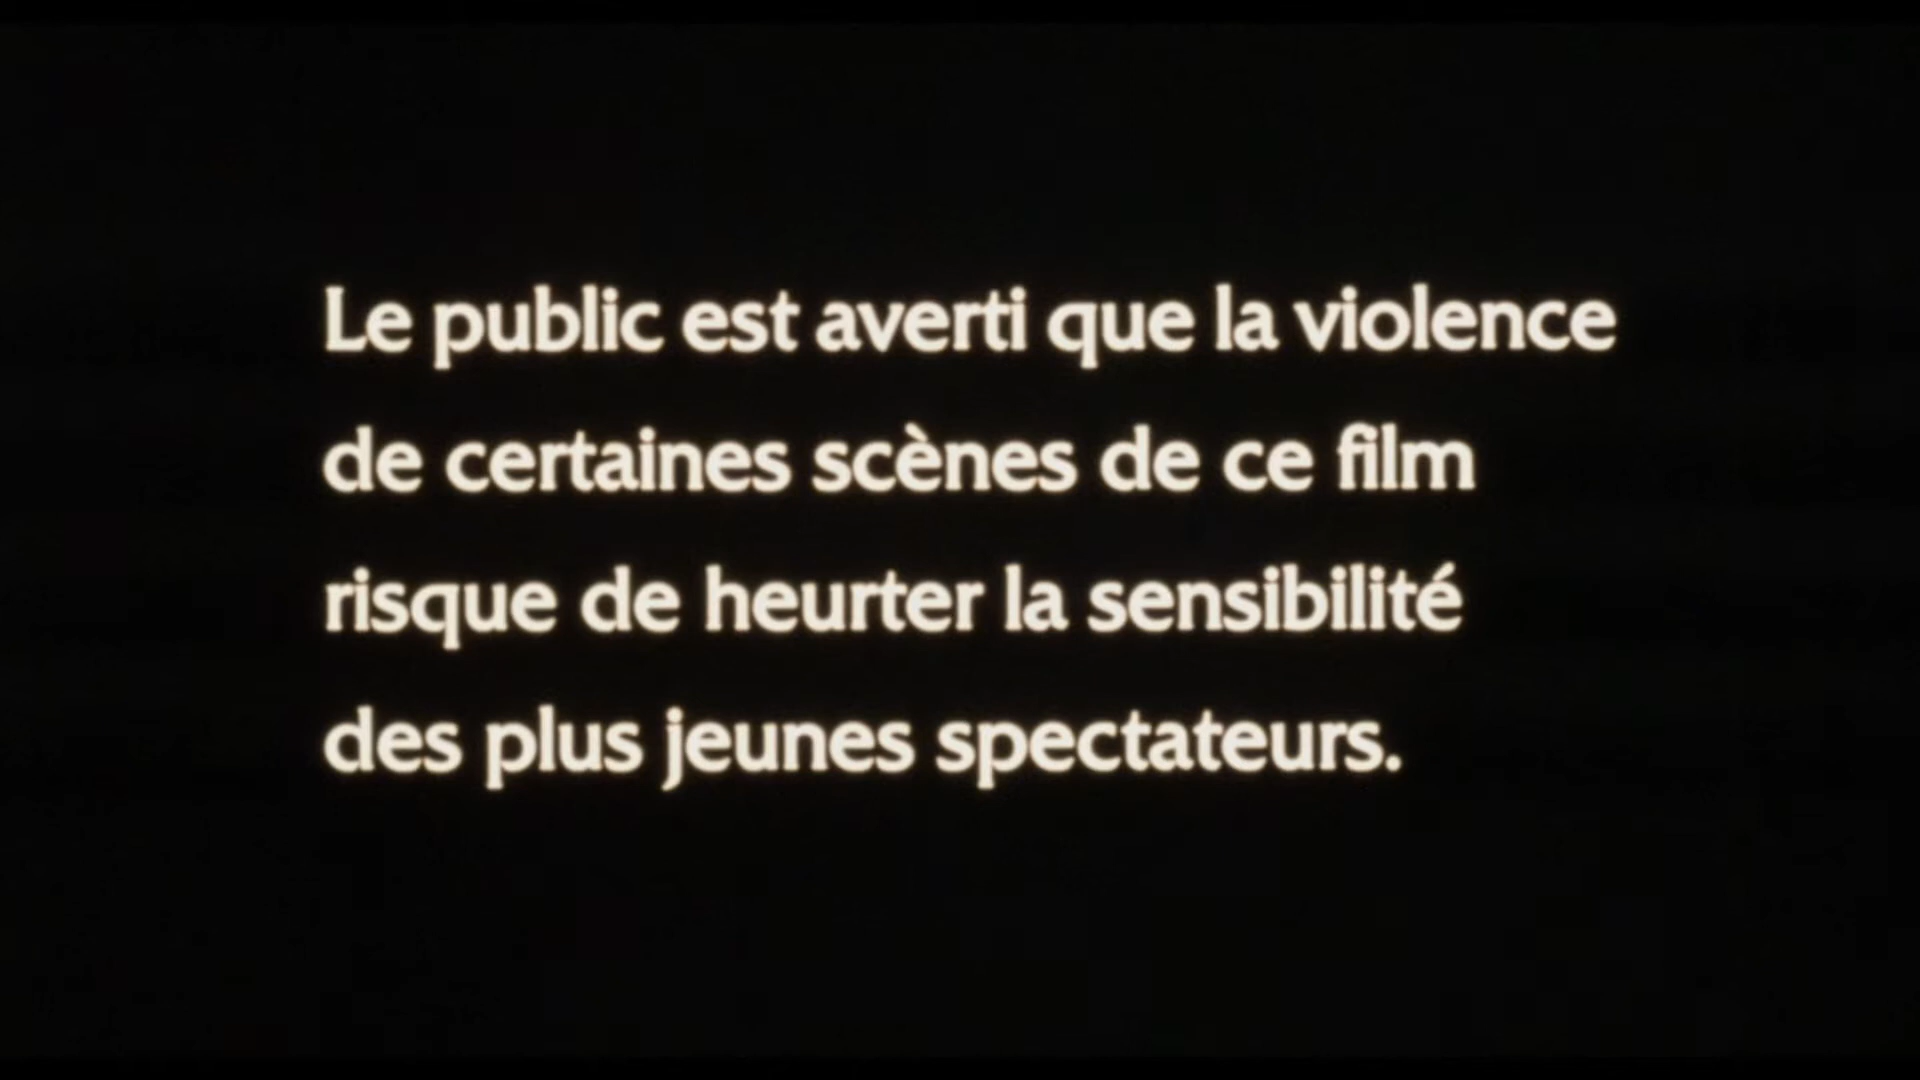 Le public est averti que la violence
de certaines scènes de ce film
risque de heurter la sensibilité
des plus jeunes spectateurs.